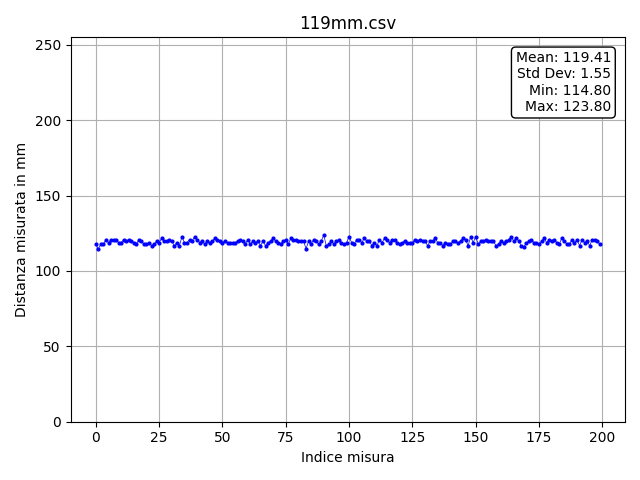 119mm.csv
Mean: 119.41
Std Dev: 1.55
Min: 114.80
Max: 123.80
Distanza misurata in mm
250
200
150
100
50
0
0 25 50 75 100 125 150 175 200
Indice misura